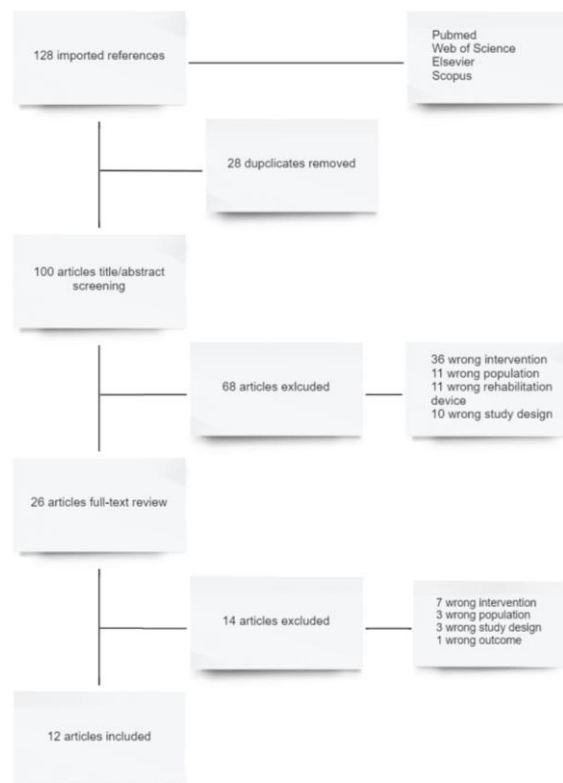 128 imported references
Pubmed
Web of Science
Elsevier
Scopus
28 dupclicates removed
100 articles title/abstract
screening
68 articles exlcuded
36 wrong intervention
11 wrong population
11 wrong rehabilitation
device
10 wrong study design
26 articles full-text review
14 articles excluded
7 wrong intervention
3 wrong population
3 wrong study design
1 wrong outcome
12 articles included